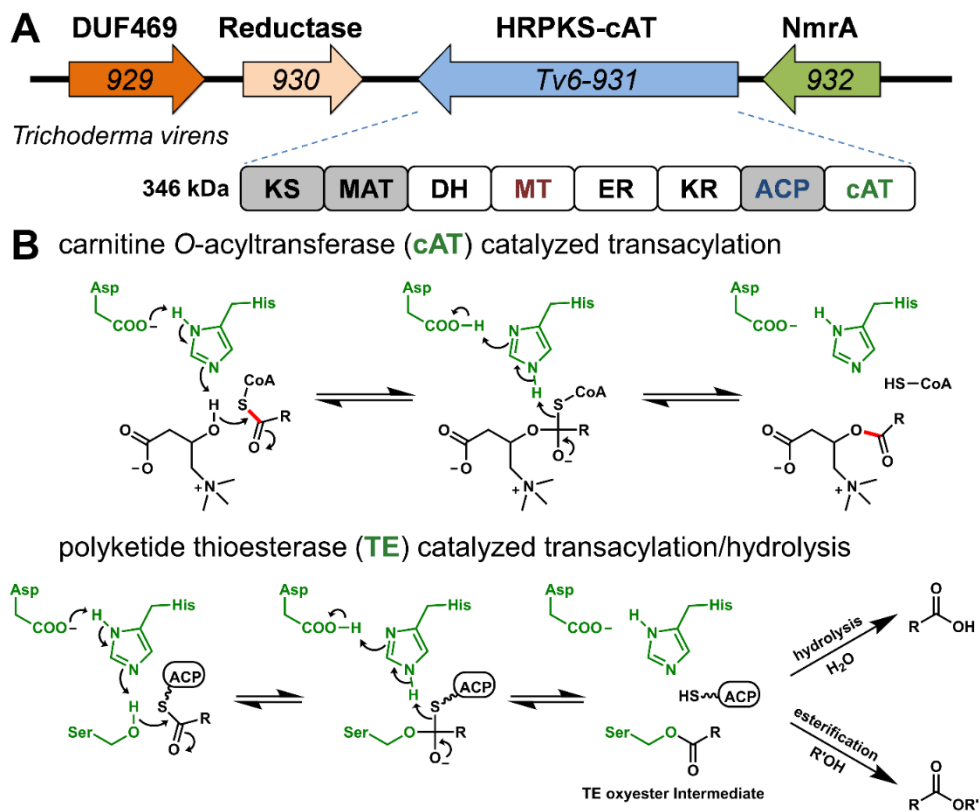 A
DUF469 Reductase HRPKS-cAT NmrA
929 930 Tv6-931 932
Trichoderma virens
346 kDa KS MAT DH MT ER KR ACP cAT
B carnitine O-acyltransferase (cAT) catalyzed transacylation
Asp Asp Asp
H His
COO− N
His
COO−H N
H His
COO− N
N
N
H
N
CoA
H S
H S−CoA
HS−CoA
O O R
O O R
O O R
O− O
O− O−
O− O
N+
N+
N+
polyketide thioesterase (TE) catalyzed transacylation/hydrolysis
Asp Asp Asp
H His
COO− N
His
COO−H N
H His
COO− N
N
N
H
N
O
R OH
hydrolysis
H2O
ACP
H S
H S ACP
HS ACP
Ser O O R
Ser O O− R
Ser O O R
esterification
R'OH
TE oxyester Intermediate
O
R OR'